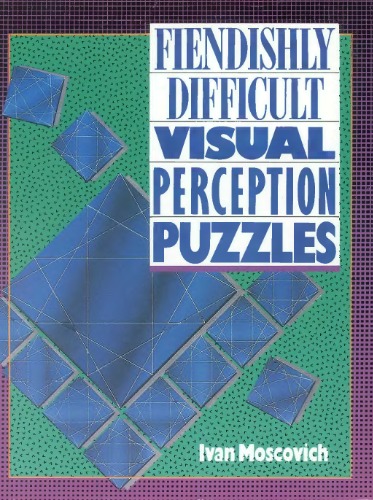 FIENDISHLY
DIFFICULT
VISUAL
PERCEPTION
PUZZLES
Ivan Moscovich